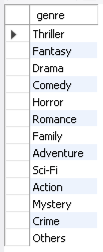 genre
Thriller
Fantasy
Drama
Comedy
Horror
Romance
Family
Adventure
Sci-Fi
Action
Mystery
Crime
Others